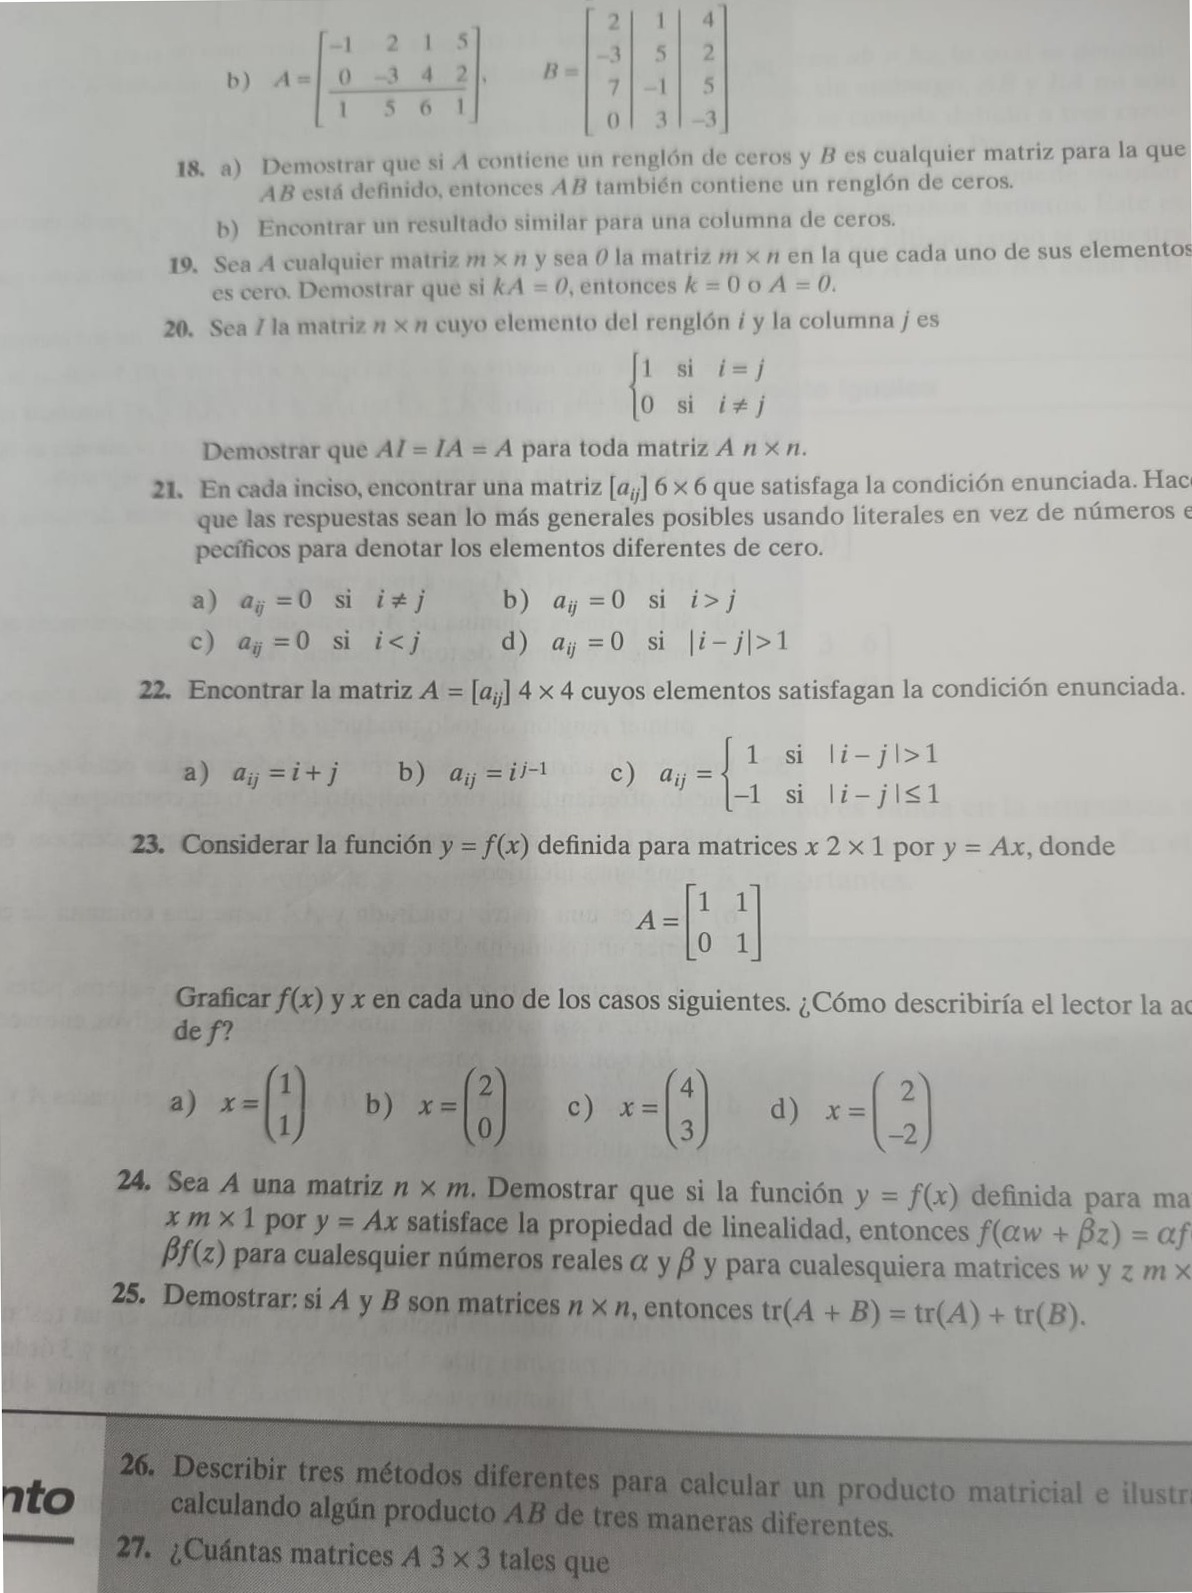 b) A = [ -1 2 1 5
0 -3 4 2
1 5 6 1 ], B = [ 2 | 1 | 4
-3 | 5 | 2
7 | -1 | 5
0 | 3 | -3 ]
18. a) Demostrar que si A contiene un renglón de ceros y B es cualquier matriz para la que
AB está definido, entonces AB también contiene un renglón de ceros.
b) Encontrar un resultado similar para una columna de ceros.
19. Sea A cualquier matriz m × n y sea 0 la matriz m × n en la que cada uno de sus elementos
es cero. Demostrar que si kA = 0, entonces k = 0 o A = 0.
20. Sea I la matriz n × n cuyo elemento del renglón i y la columna j es
{ 1 si i = j
0 si i ≠ j
Demostrar que AI = IA = A para toda matriz A n × n.
21. En cada inciso, encontrar una matriz [aij] 6 × 6 que satisfaga la condición enunciada. Hac
que las respuestas sean lo más generales posibles usando literales en vez de números e
pecíficos para denotar los elementos diferentes de cero.
a) aij = 0 si i ≠ j b) aij = 0 si i > j
c) aij = 0 si i < j d) aij = 0 si |i - j| > 1
22. Encontrar la matriz A = [aij] 4 × 4 cuyos elementos satisfagan la condición enunciada.
a) aij = i + j b) aij = i^j-1 c) aij = { 1 si |i - j| > 1
-1 si |i - j| ≤ 1
23. Considerar la función y = f(x) definida para matrices x 2 × 1 por y = Ax, donde
A = [ 1 1
0 1 ]
Graficar f(x) y x en cada uno de los casos siguientes. ¿Cómo describiría el lector la ac
de f?
a) x = (1 1) b) x = (2 0) c) x = (4 3) d) x = (2 -2)
24. Sea A una matriz n × m. Demostrar que si la función y = f(x) definida para ma
x m × 1 por y = Ax satisface la propiedad de linealidad, entonces f(αw + βz) = αf
βf(z) para cualesquier números reales α y β y para cualesquiera matrices w y z m ×
25. Demostrar: si A y B son matrices n × n, entonces tr(A + B) = tr(A) + tr(B).
nto
26. Describir tres métodos diferentes para calcular un producto matricial e ilustr
calculando algún producto AB de tres maneras diferentes.
27. ¿Cuántas matrices A 3 × 3 tales que